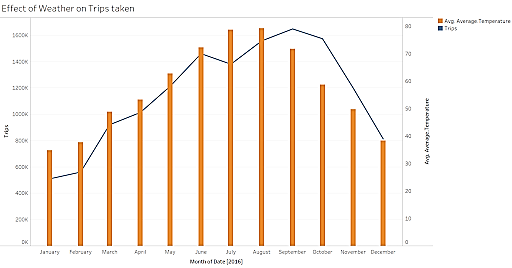 Effect of Weather on Trips taken
Avg. Average.Temperature
Trips
1600K
1400K
1200K
1000K
800K
600K
400K
200K
0K
Trips
80
70
60
50
40
30
20
10
0
Avg. Average.Temperature
January February March April May June July August September October November December
Month of Date [2016]